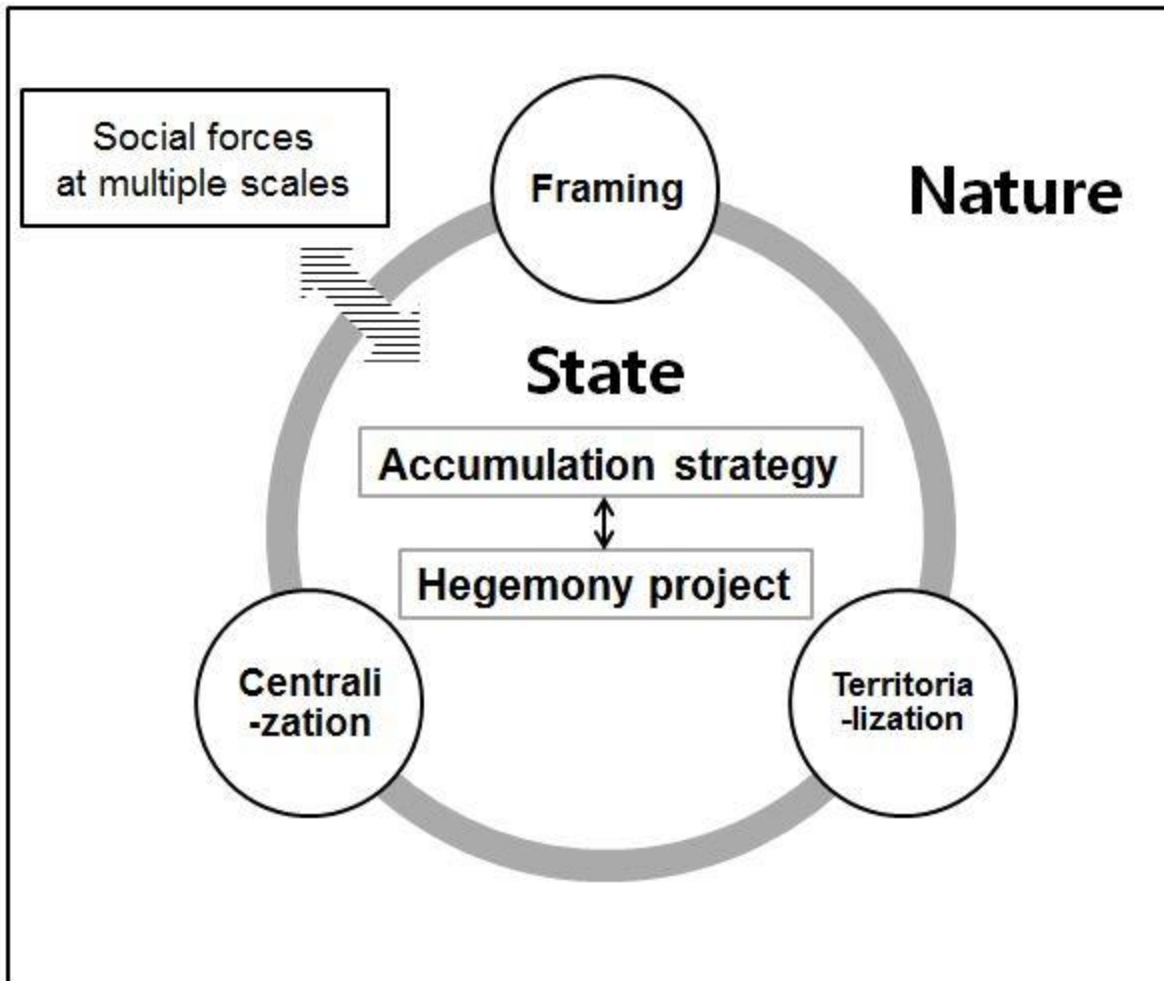 Social forces
at multiple scales
Framing
Nature
State
Accumulation strategy
Hegemony project
Centrali
-zation
Territoria
-lization